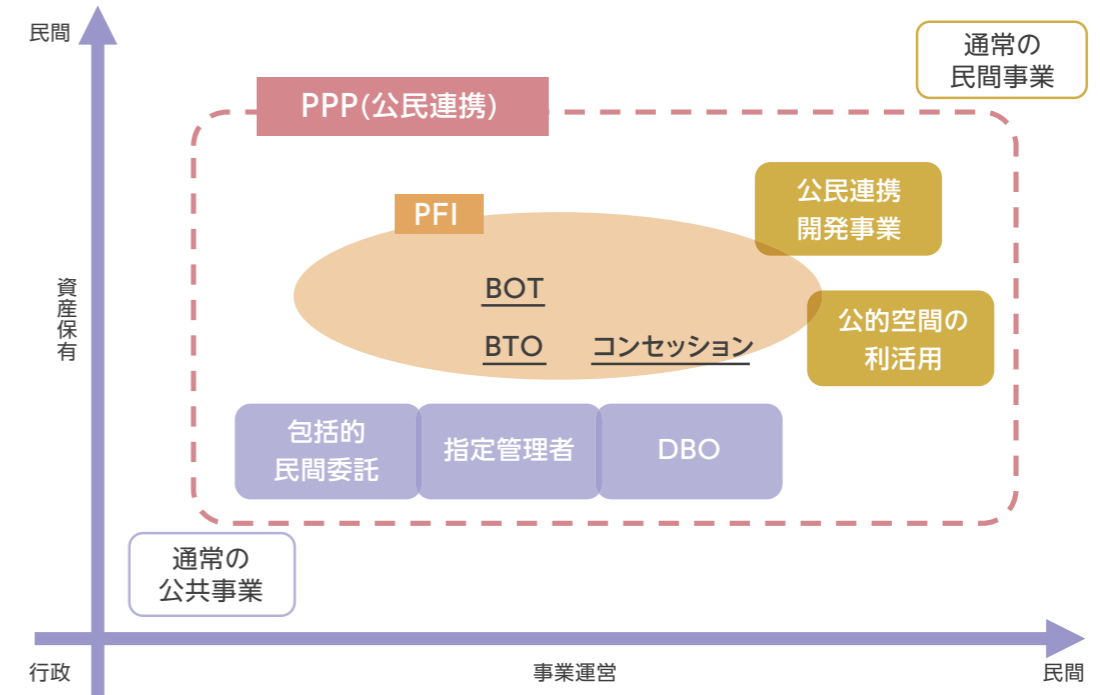 民間
通常の
民間事業
PPP(公民連携)
公民連携
開発事業
PFI
BOT
資産保有
公的空間の
利活用
BTO
コンセッション
包括的
民間委託
指定管理者
DBO
通常の
公共事業
行政
事業運営
民間